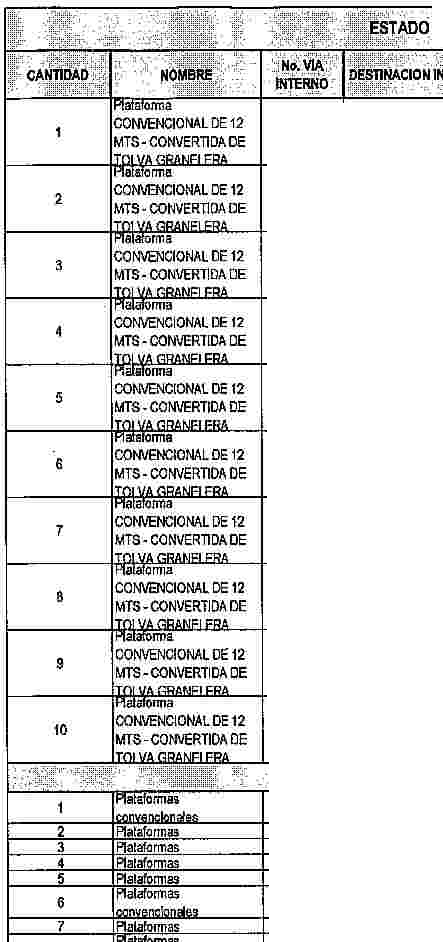 ESTADO
CANTIDAD NOMBRE No. VIA INTERNO DESTINACION IN
1 Plataforma
CONVENCIONAL DE 12
MTS - CONVERTIDA DE
TOLVA GRANELERA
2 Plataforma
CONVENCIONAL DE 12
MTS - CONVERTIDA DE
TOLVA GRANELERA
3 Plataforma
CONVENCIONAL DE 12
MTS - CONVERTIDA DE
TOLVA GRANELERA
4 Plataforma
CONVENCIONAL DE 12
MTS - CONVERTIDA DE
TOLVA GRANELERA
5 Plataforma
CONVENCIONAL DE 12
MTS - CONVERTIDA DE
TOLVA GRANELERA
6 Plataforma
CONVENCIONAL DE 12
MTS - CONVERTIDA DE
TOLVA GRANELERA
7 Plataforma
CONVENCIONAL DE 12
MTS - CONVERTIDA DE
TOLVA GRANELERA
8 Plataforma
CONVENCIONAL DE 12
MTS - CONVERTIDA DE
TOLVA GRANELERA
9 Plataforma
CONVENCIONAL DE 12
MTS - CONVERTIDA DE
TOLVA GRANELERA
10 Plataforma
CONVENCIONAL DE 12
MTS - CONVERTIDA DE
TOLVA GRANELERA
1 Plataformas
convencionales
2 Plataformas
3 Plataformas
4 Plataformas
5 Plataformas
6 Plataformas
convencionales
7 Plataformas
Plataformas